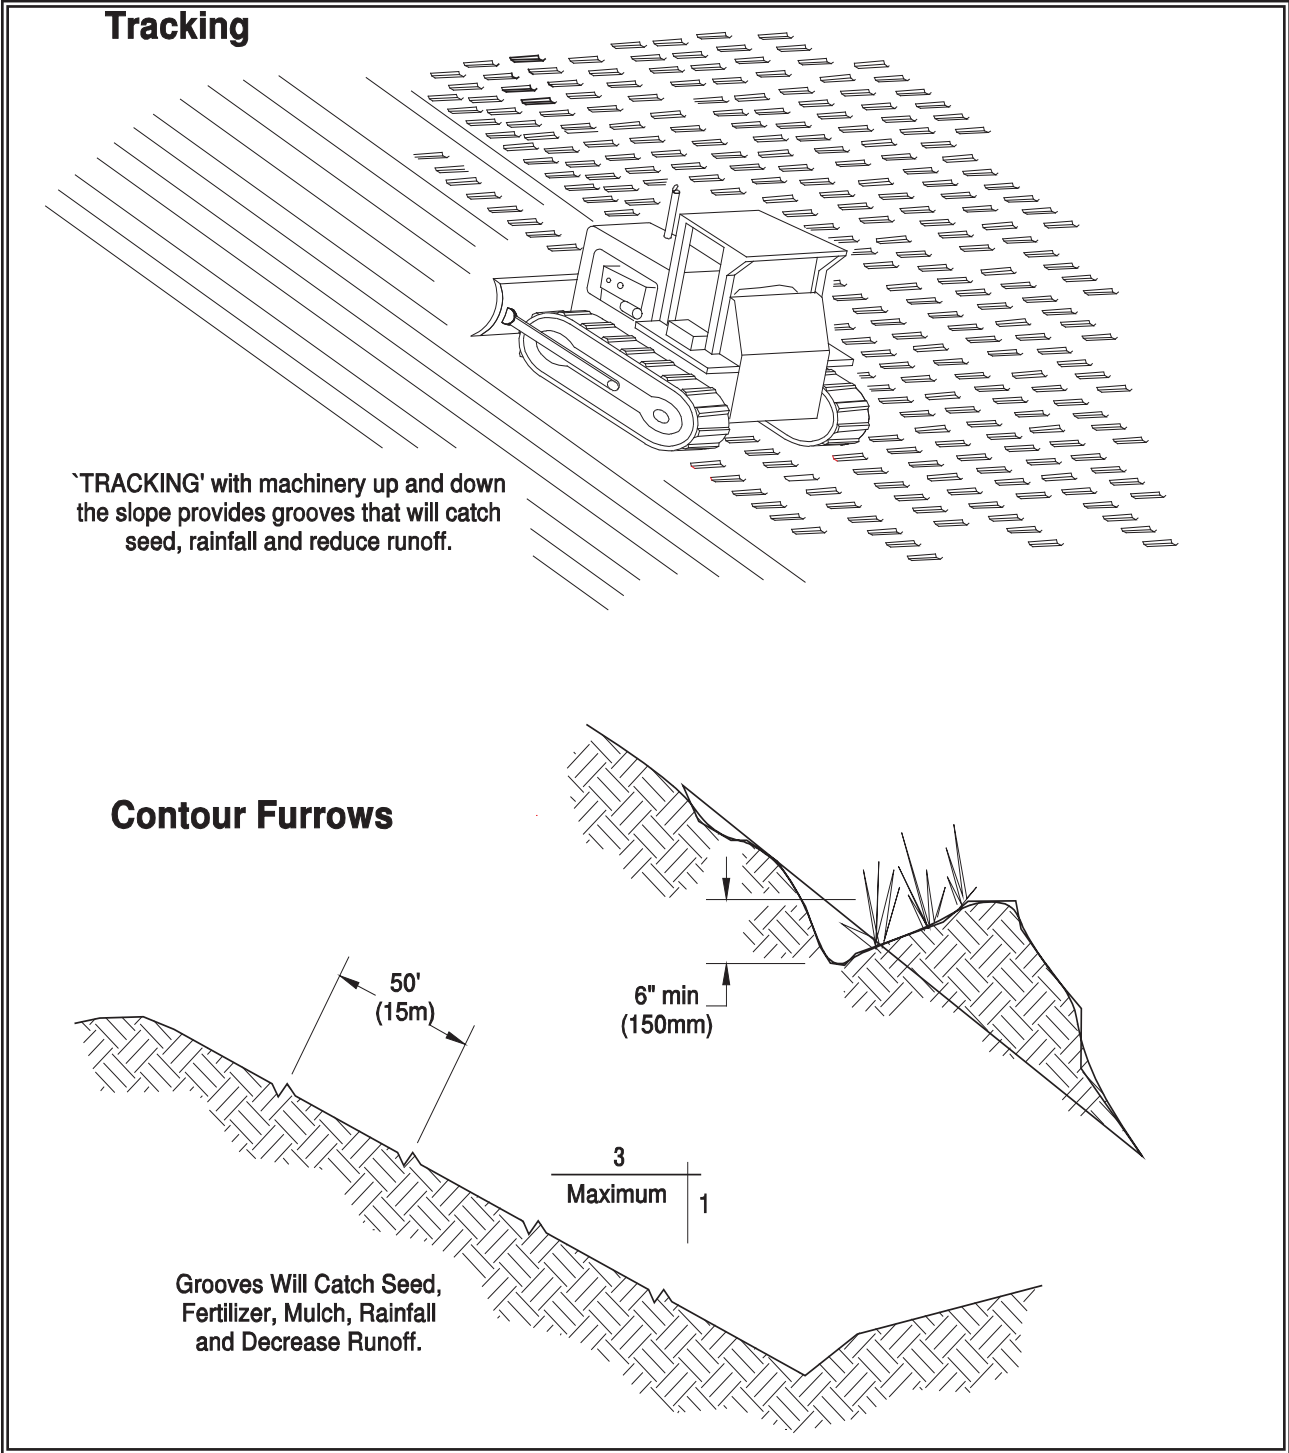 Tracking
`TRACKING' with machinery up and down
the slope provides grooves that will catch
seed, rainfall and reduce runoff.
Contour Furrows
50'
(15m)
6" min
(150mm)
3
Maximum
1
Grooves Will Catch Seed,
Fertilizer, Mulch, Rainfall
and Decrease Runoff.